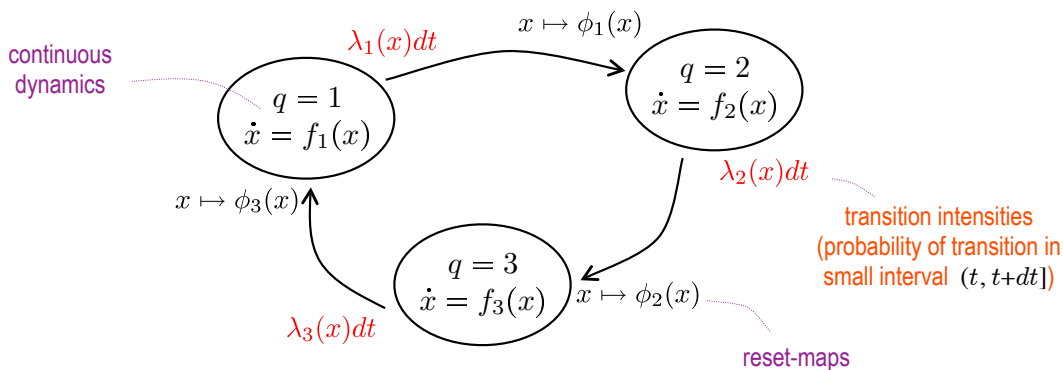 x ↦ ϕ₁(x)
λ₁(x)dt
continuous
dynamics
q = 1
ẋ = f₁(x)
q = 2
ẋ = f₂(x)
λ₂(x)dt
x ↦ ϕ₃(x)
transition intensities
(probability of transition in
small interval (t, t+dt])
q = 3
ẋ = f₃(x)
x ↦ ϕ₂(x)
λ₃(x)dt
reset-maps